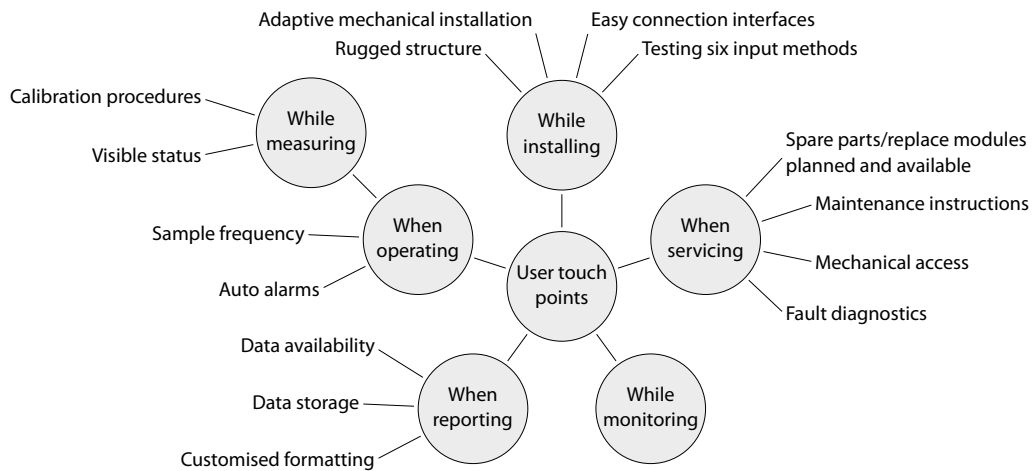 Adaptive mechanical installation
Easy connection interfaces
Rugged structure
Testing six input methods
Calibration procedures
While
measuring
While
installing
Visible status
Spare parts/replace modules
planned and available
Maintenance instructions
Sample frequency
When
operating
When
servicing
User touch
points
Mechanical access
Auto alarms
Fault diagnostics
Data availability
When
reporting
While
monitoring
Data storage
Customised formatting